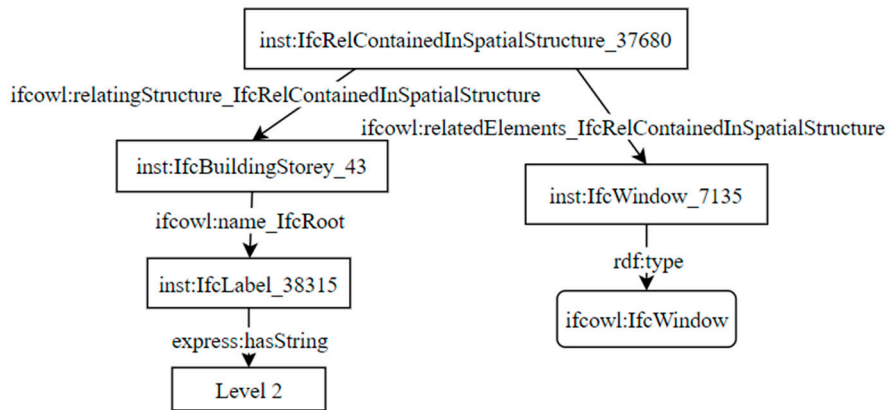 inst:IfcRelContainedInSpatialStructure_37680
ifcowl:relatingStructure_IfcRelContainedInSpatialStructure
ifcowl:relatedElements_IfcRelContainedInSpatialStructure
inst:IfcBuildingStorey_43
inst:IfcWindow_7135
ifcowl:name_IfcRoot
rdf:type
inst:IfcLabel_38315
ifcowl:IfcWindow
express:hasString
Level 2